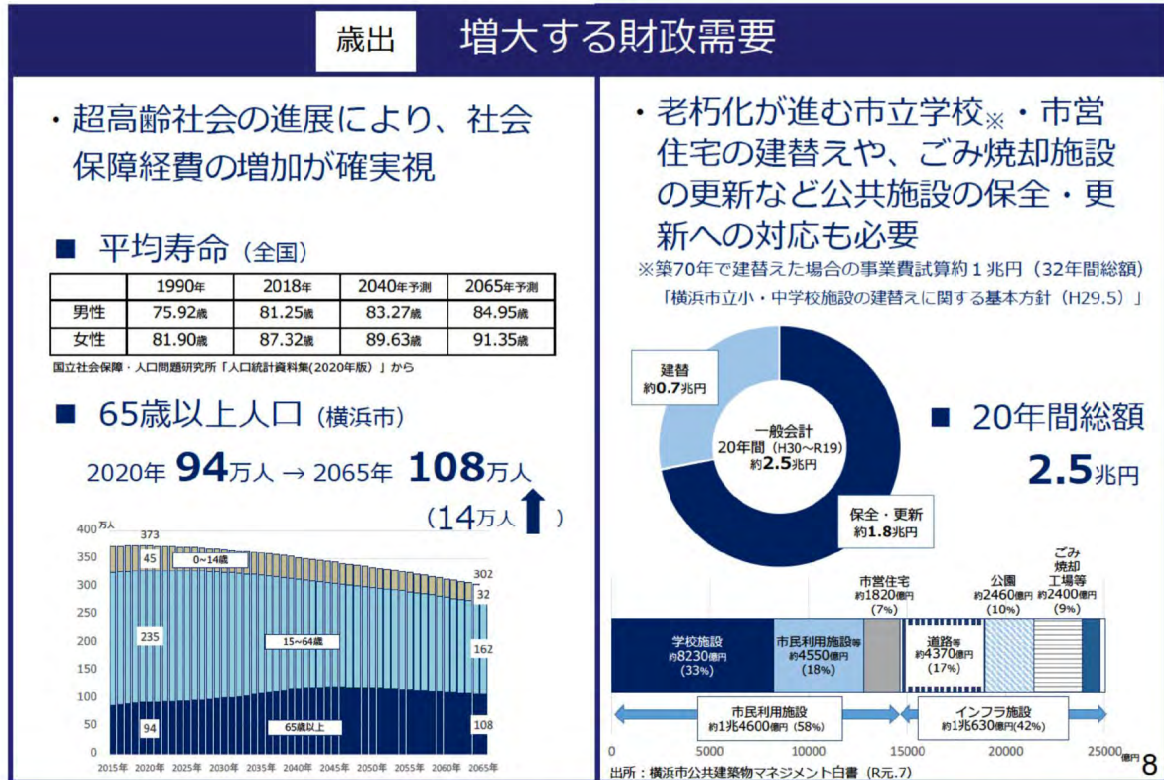 歳出
増大する財政需要
・超高齢社会の進展により、社会
保障経費の増加が確実視
■ 平均寿命(全国)
1990年 2018年 2040年予測 2065年予測
男性 75.92歳 81.25歳 83.27歳 84.95歳
女性 81.90歳 87.32歳 89.63歳 91.35歳
国立社会保障・人口問題研究所「人口統計資料集(2020年版)」から
■ 65歳以上人口(横浜市)
2020年 94万人 → 2065年 108万人
(14万人 )
400万人
350
300
250
200
150
100
50
0
373
45
0~14歳
302
32
235
15~64歳
162
94
65歳以上
108
2015年 2020年 2025年 2030年 2035年 2040年 2045年 2050年 2055年 2060年 2065年
・老朽化が進む市立学校※・市営
住宅の建替えや、ごみ焼却施設
の更新など公共施設の保全・更
新への対応も必要
※築70年で建替えた場合の事業費試算約1兆円(32年間総額)
「横浜市立小・中学校施設の建替えに関する基本方針(H29.5)」
建替
約0.7兆円
一般会計
20年間(H30~R19)
約2.5兆円
保全・更新
約1.8兆円
■ 20年間総額
2.5兆円
市営住宅
約1820億円
(7%)
公園
約2460億円
(10%)
ごみ
焼却
工場等
約2400億円
(9%)
学校施設
約8230億円
(33%)
市民利用施設等
約4550億円
(18%)
道路等
約4370億円
(17%)
市民利用施設
約1兆4600億円(58%)
インフラ施設
約1兆630億円(42%)
0 5000 10000 15000 20000 25000
億円
出所:横浜市公共建築物マネジメント白書(R元.7)
8